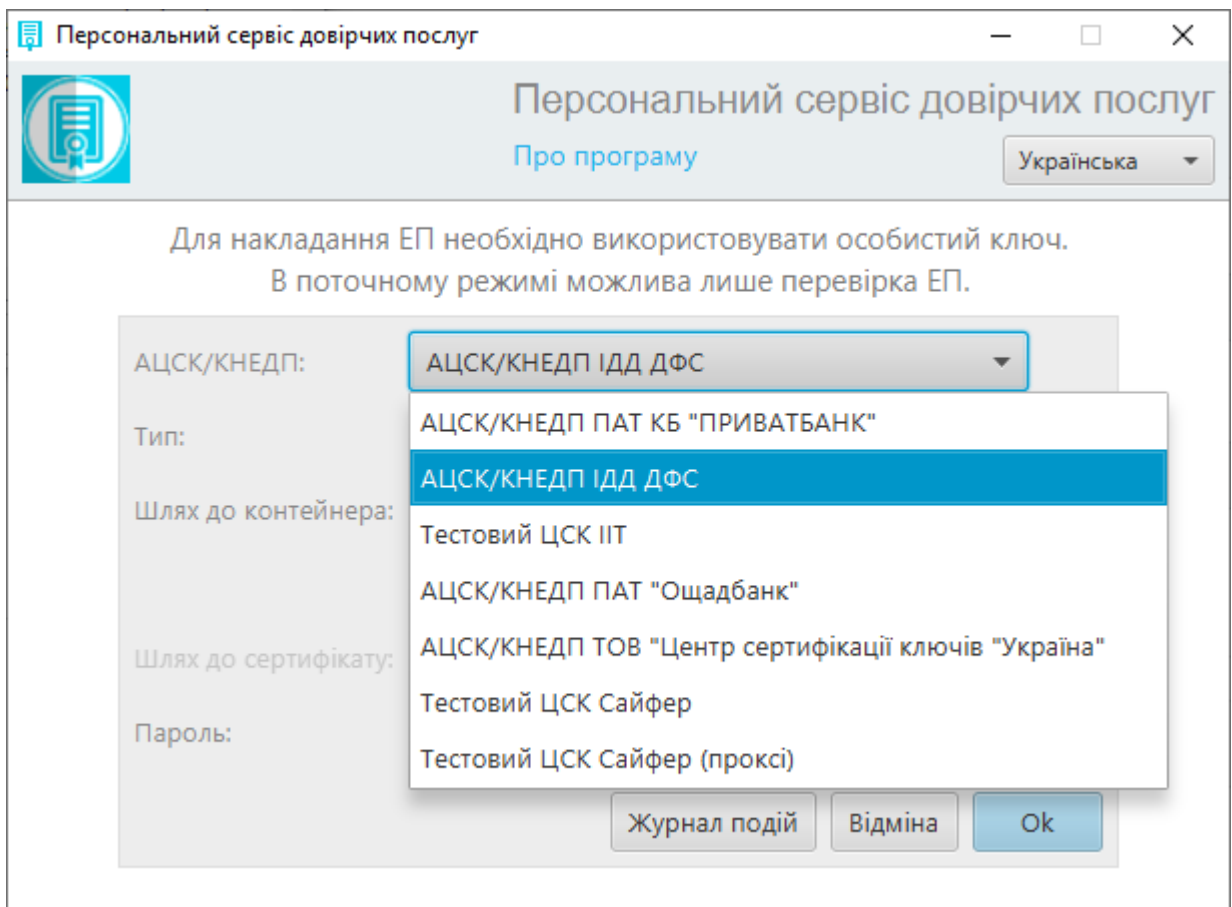 Персональний сервіс довірчих послуг
Персональний сервіс довірчих послуг
Про програму
Українська
Для накладання ЕП необхідно використовувати особистий ключ.
В поточному режимі можлива лише перевірка ЕП.
АЦСК/КНЕДП:
АЦСК/КНЕДП ІДД ДФС
АЦСК/КНЕДП ПАТ КБ "ПРИВАТБАНК"
Тип:
АЦСК/КНЕДП ІДД ДФС
Шлях до контейнера:
Тестовий ЦСК ІІТ
АЦСК/КНЕДП ПАТ "Ощадбанк"
АЦСК/КНЕДП ТОВ "Центр сертифікації ключів "Україна"
Шлях до сертифікату:
Тестовий ЦСК Сайфер
Пароль:
Тестовий ЦСК Сайфер (проксі)
Журнал подій
Відміна
Ok